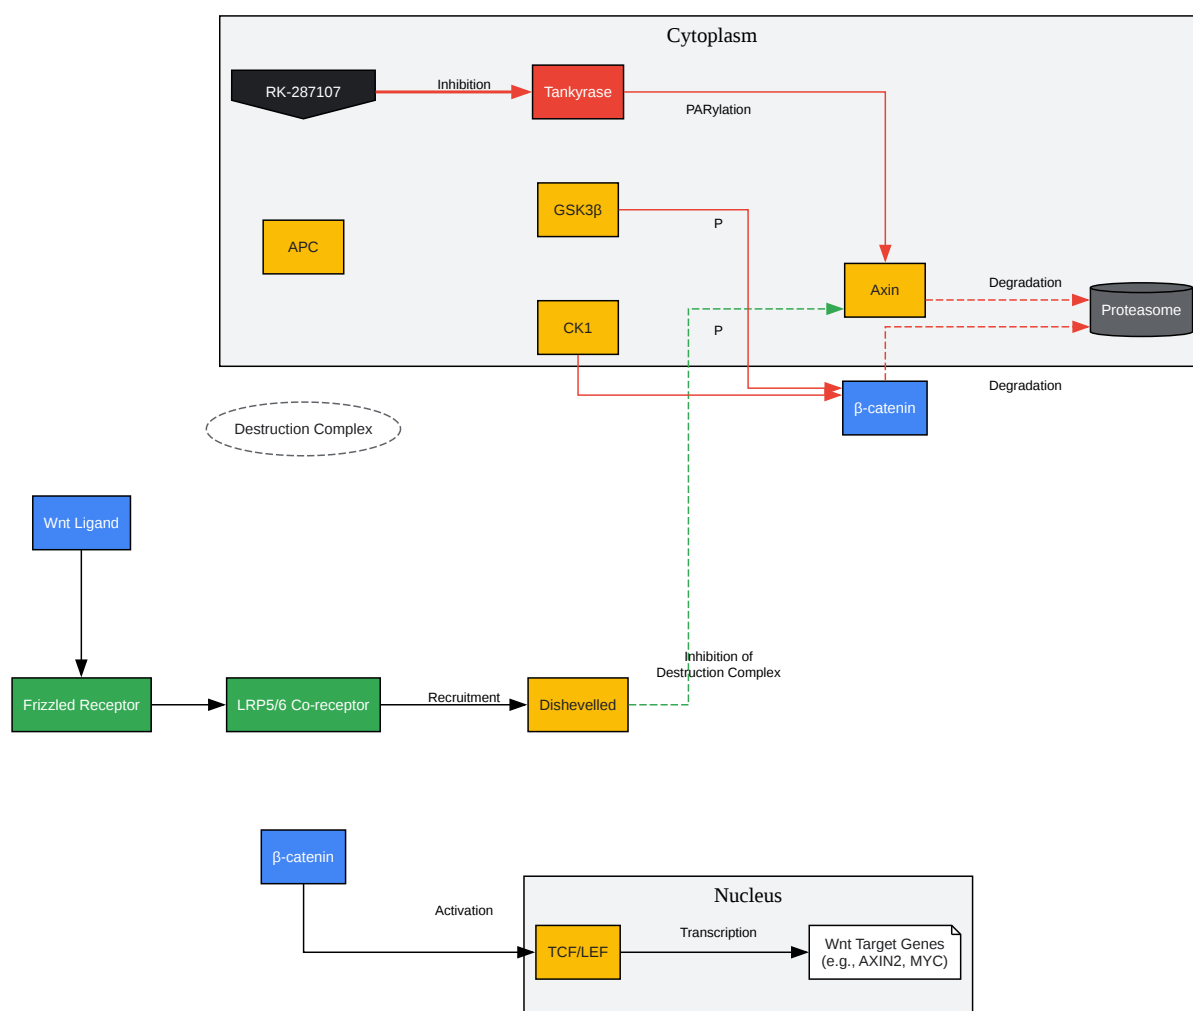 Cytoplasm
RK-287107
Inhibition
Tankyrase
PARylation
GSK3β
P
APC
Axin
Degradation
Proteasome
CK1
P
Degradation
β-catenin
Destruction Complex
Wnt Ligand
Inhibition of
Destruction Complex
Frizzled Receptor
LRP5/6 Co-receptor
Recruitment
Dishevelled
β-catenin
Nucleus
Activation
Transcription
TCF/LEF
Wnt Target Genes
(e.g., AXIN2, MYC)